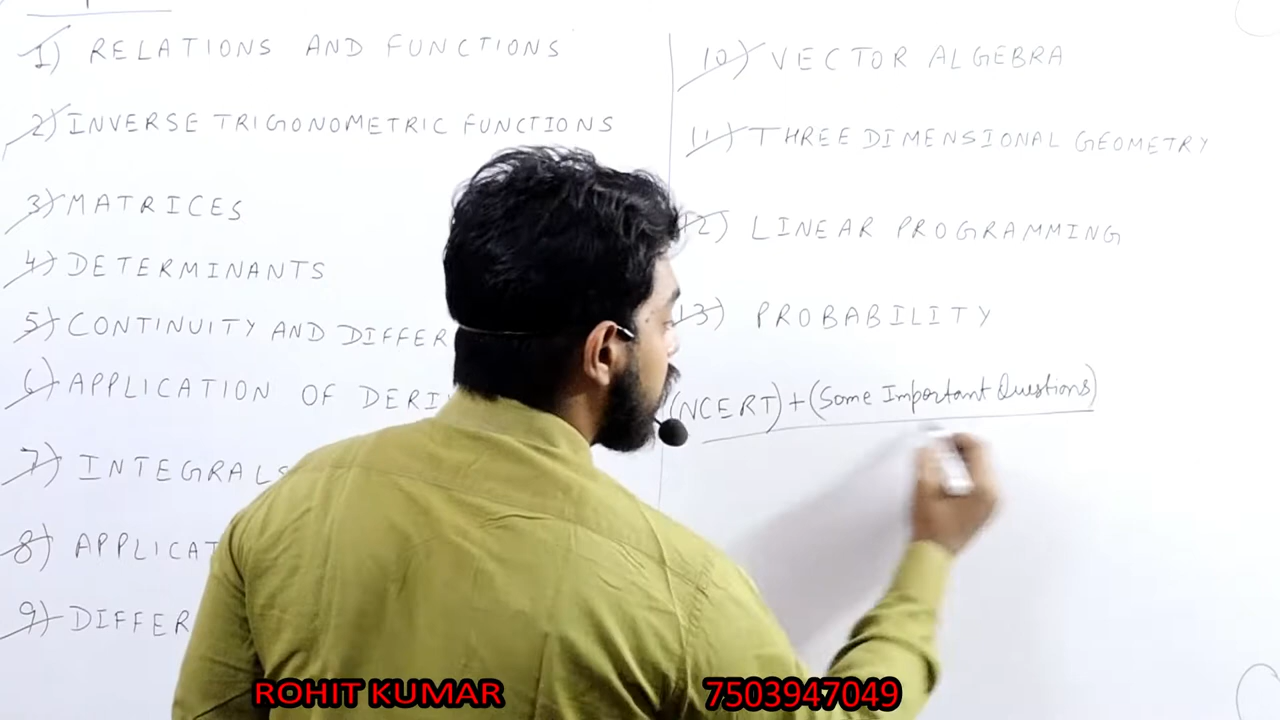 1) RELATIONS AND FUNCTIONS
2) INVERSE TRIGONOMETRIC FUNCTIONS
3) MATRICES
4) DETERMINANTS
5) CONTINUITY AND DIFFER
6) APPLICATION OF DERI
7) INTEGRALS
8) APPLICAT
9) DIFFER
10) VECTOR ALGEBRA
11) THREE DIMENSIONAL GEOMETRY
12) LINEAR PROGRAMMING
13) PROBABILITY
(NCERT) + (Some Important Questions)
ROHIT KUMAR 7503947049